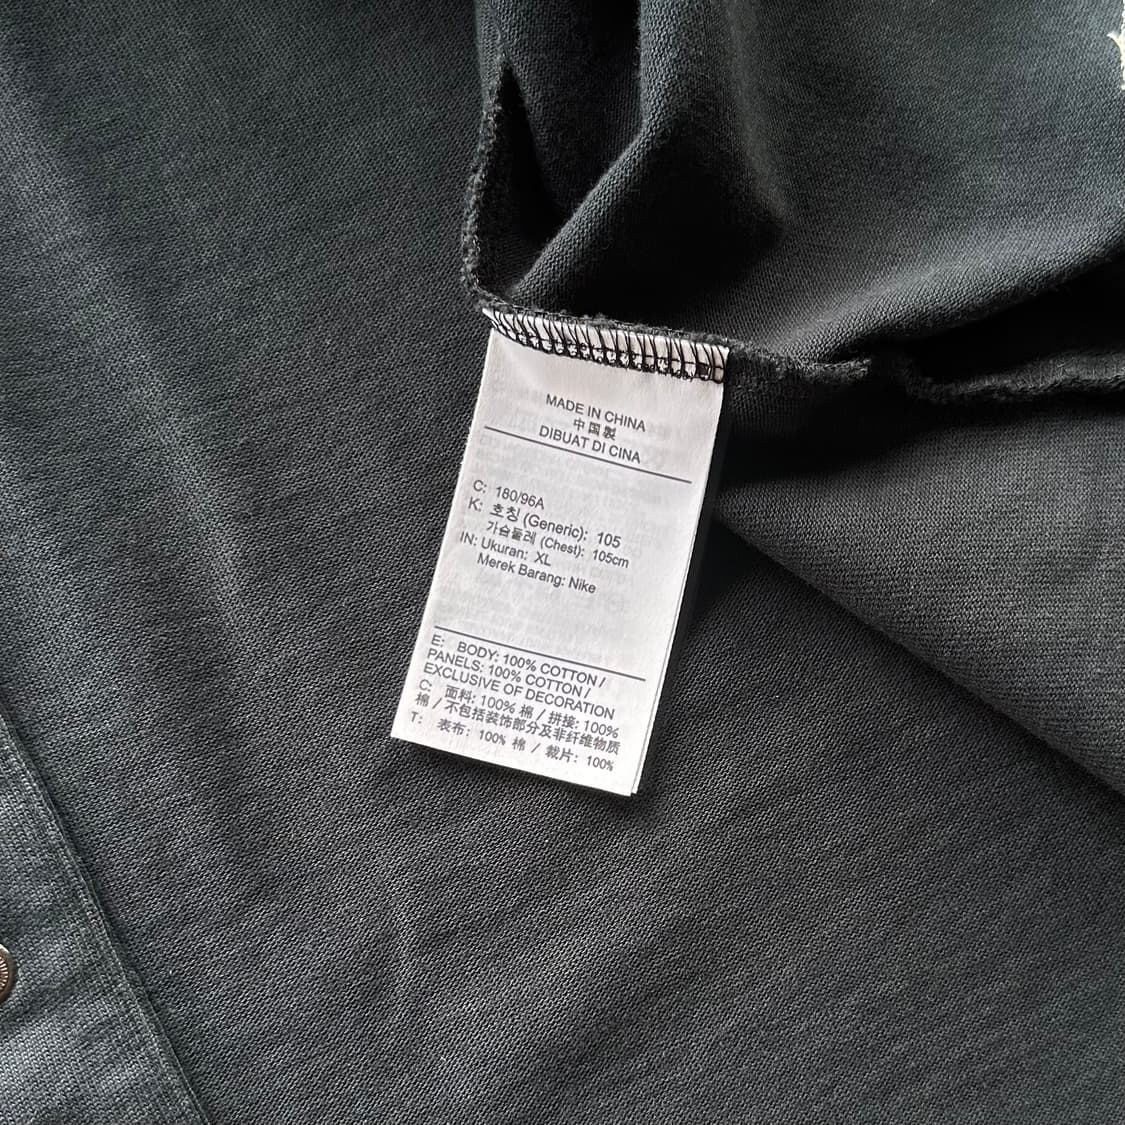 MADE IN CHINA
中国製
DIBUAT DI CINA
C: 180/96A
K: 호칭 (Generic): 105
가슴둘레 (Chest): 105cm
IN: Ukuran: XL
Merek Barang: Nike
E: BODY: 100% COTTON /
PANELS: 100% COTTON /
EXCLUSIVE OF DECORATION
C: 面料: 100% 棉 / 拼接: 100%
棉 / 不包括装饰部分及非纤维物质
T: 表布: 100% 棉 / 裁片: 100%